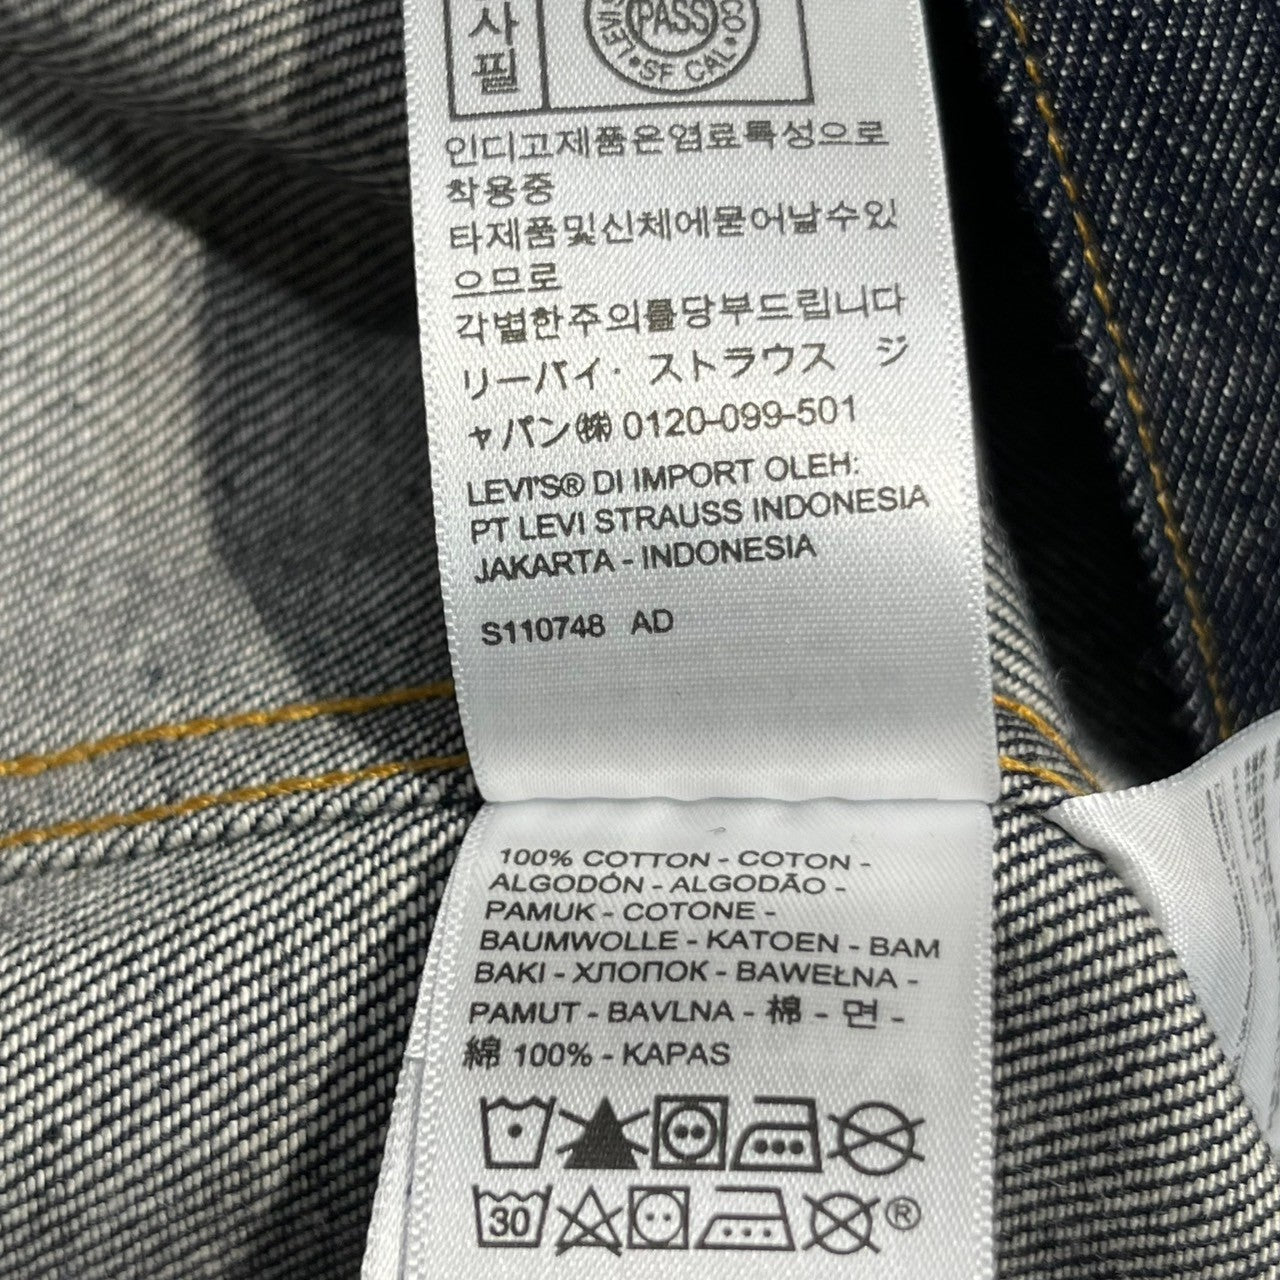 사
필
LEVI'S
PASS
CO
SF CAL
인디고제품은염료특성으로
착용중
타제품및신체에묻어날수있
으므로
각별한주의를당부드립니다
リーバイ・ストラウス ジ
ャパン㈱ 0120-099-501
LEVI'S® DI IMPORT OLEH:
PT LEVI STRAUSS INDONESIA
JAKARTA - INDONESIA
S110748 AD
100% COTTON - COTON -
ALGODÓN - ALGODÃO -
PAMUK - COTONE -
BAUMWOLLE - KATOEN - BAM
BAKI - ХЛОПОК - BAWEŁNA -
PAMUT - BAVLNA - 棉 - 면 -
綿 100% - KAPAS
30
®